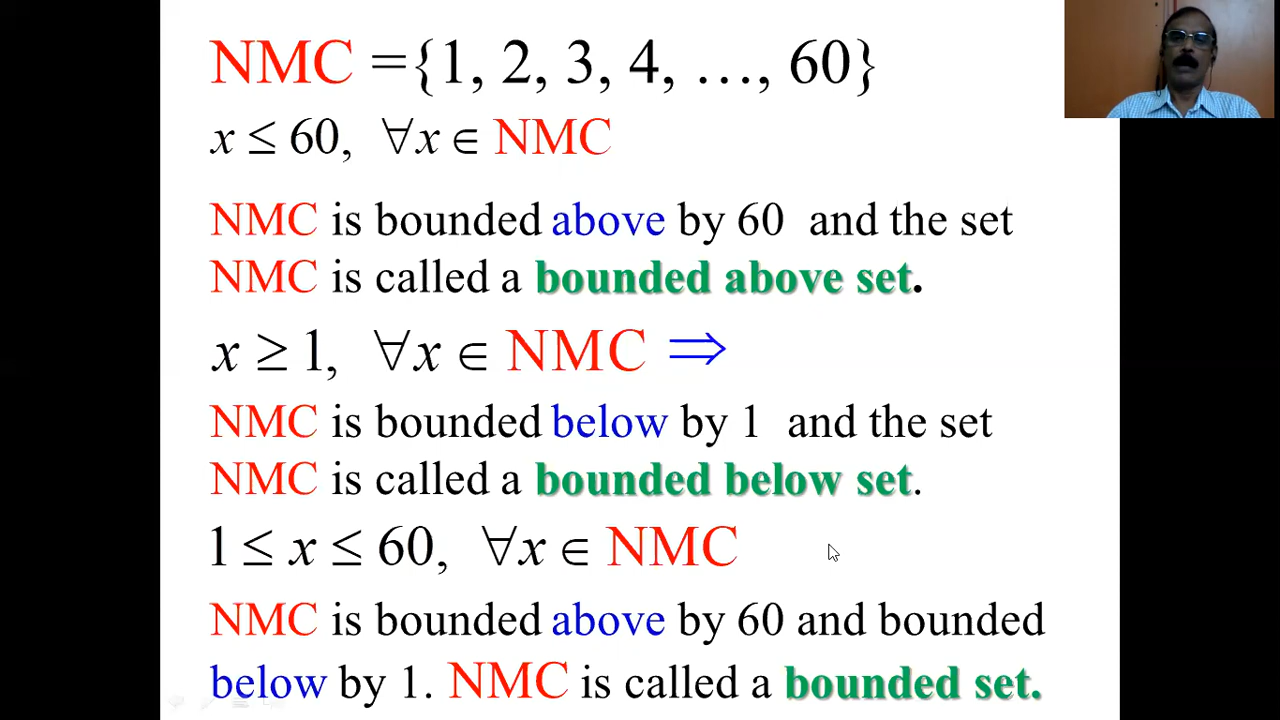 NMC ={1, 2, 3, 4, …, 60}
x ≤ 60, ∀x ∈ NMC
NMC is bounded above by 60 and the set
NMC is called a bounded above set.
x ≥ 1, ∀x ∈ NMC ⇒
NMC is bounded below by 1 and the set
NMC is called a bounded below set.
1 ≤ x ≤ 60, ∀x ∈ NMC
NMC is bounded above by 60 and bounded
below by 1. NMC is called a bounded set.